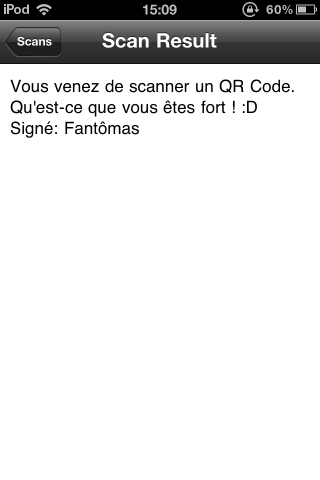 iPod 15:09 60%
Scans Scan Result
Vous venez de scanner un QR Code.
Qu'est-ce que vous êtes fort ! :D
Signé: Fantômas